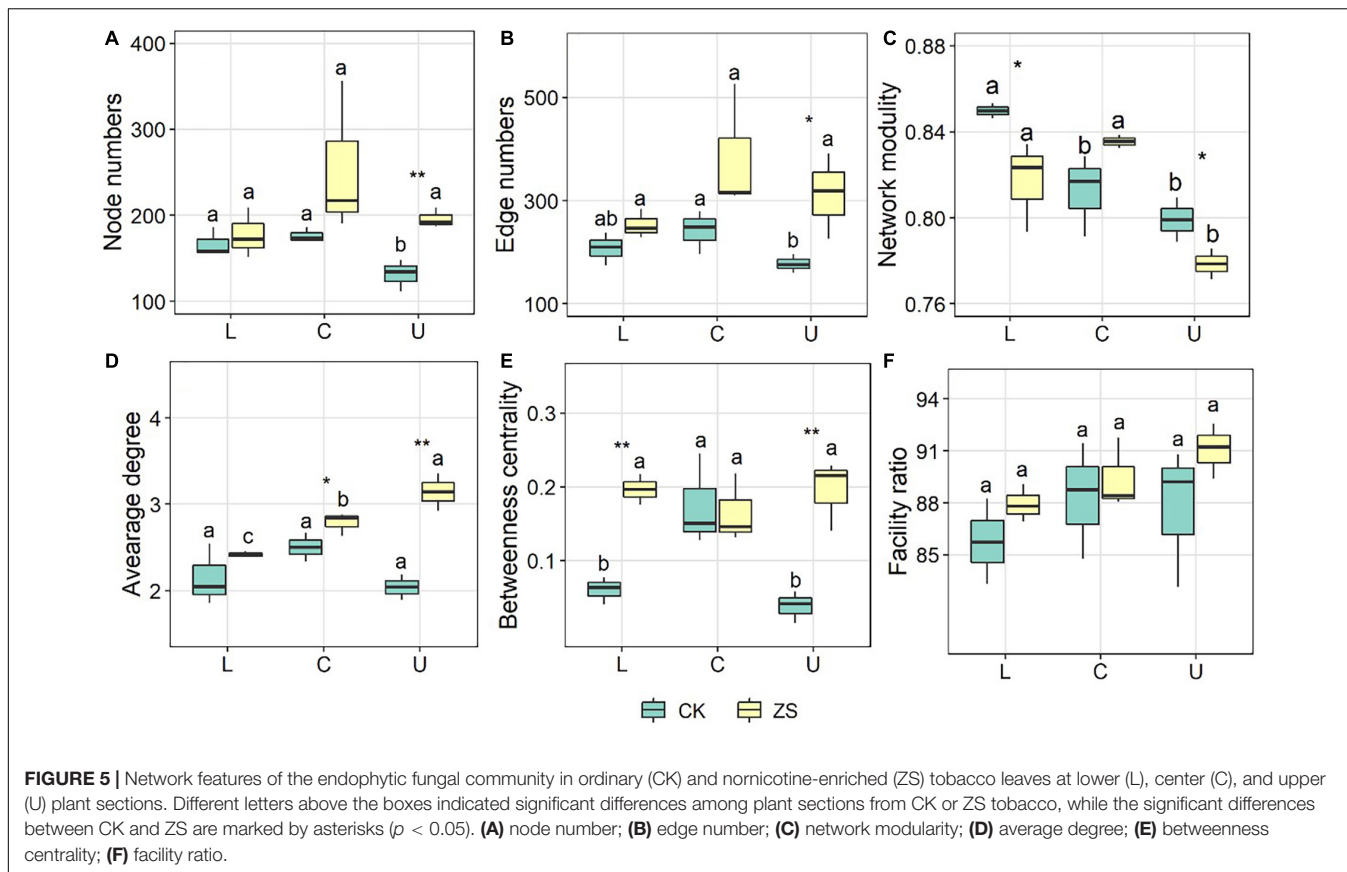 A
Node numbers
400
300
200
100
a a a a ** a
b
L C U
B
Edge numbers
500
300
100
ab a a a * a
b
L C U
C
Network modulity
0.88
0.84
0.80
0.76
a * a b a b * b
L C U
D
Avearage degree
4
3
2
a c a * b a ** a
L C U
E
Betweenness centrality
0.3
0.2
0.1
b ** a a a b ** a
L C U
F
Facility ratio
94
91
88
85
a a a a a a
L C U
CK ZS
FIGURE 5 | Network features of the endophytic fungal community in ordinary (CK) and nornicotine-enriched (ZS) tobacco leaves at lower (L), center (C), and upper
(U) plant sections. Different letters above the boxes indicated significant differences among plant sections from CK or ZS tobacco, while the significant differences
between CK and ZS are marked by asterisks (p < 0.05). (A) node number; (B) edge number; (C) network modularity; (D) average degree; (E) betweenness
centrality; (F) facility ratio.